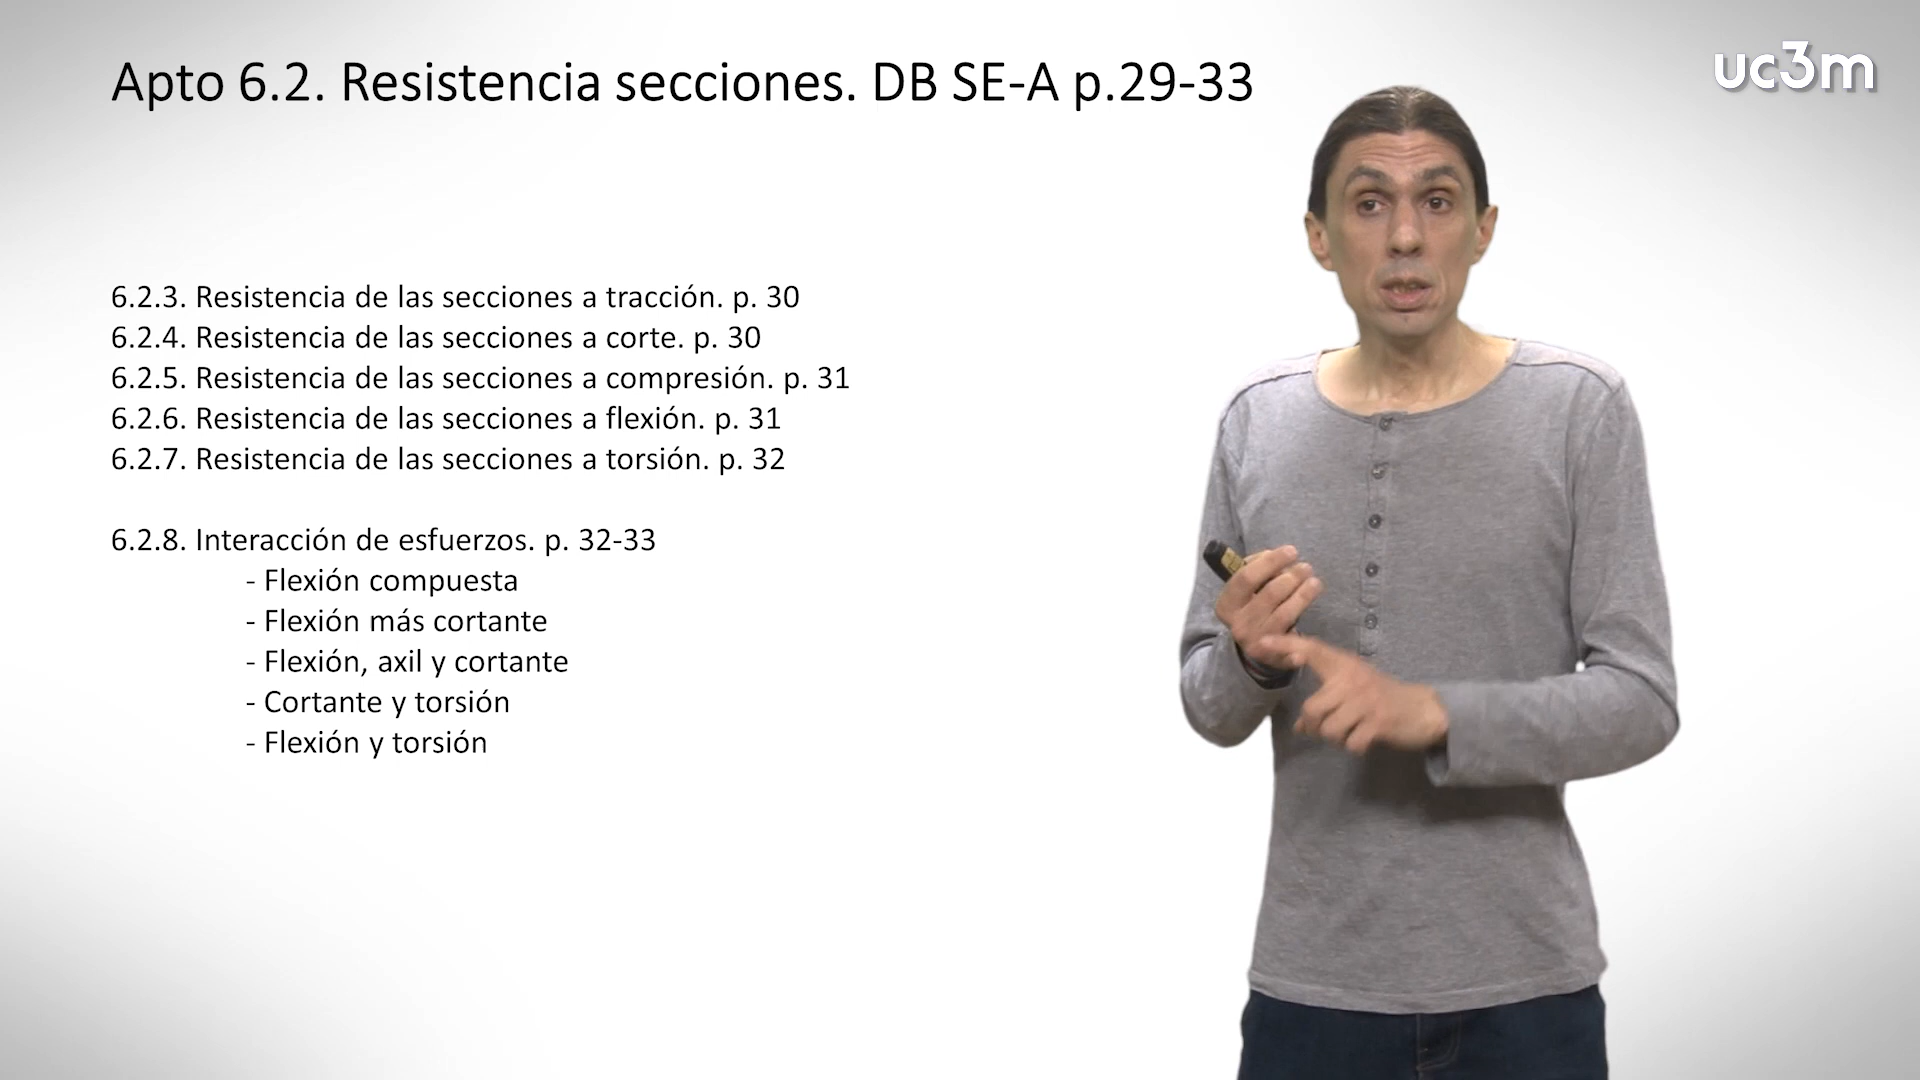 Apto 6.2. Resistencia secciones. DB SE-A p.29-33
uc3m
6.2.3. Resistencia de las secciones a tracción. p. 30
6.2.4. Resistencia de las secciones a corte. p. 30
6.2.5. Resistencia de las secciones a compresión. p. 31
6.2.6. Resistencia de las secciones a flexión. p. 31
6.2.7. Resistencia de las secciones a torsión. p. 32
6.2.8. Interacción de esfuerzos. p. 32-33
- Flexión compuesta
- Flexión más cortante
- Flexión, axil y cortante
- Cortante y torsión
- Flexión y torsión